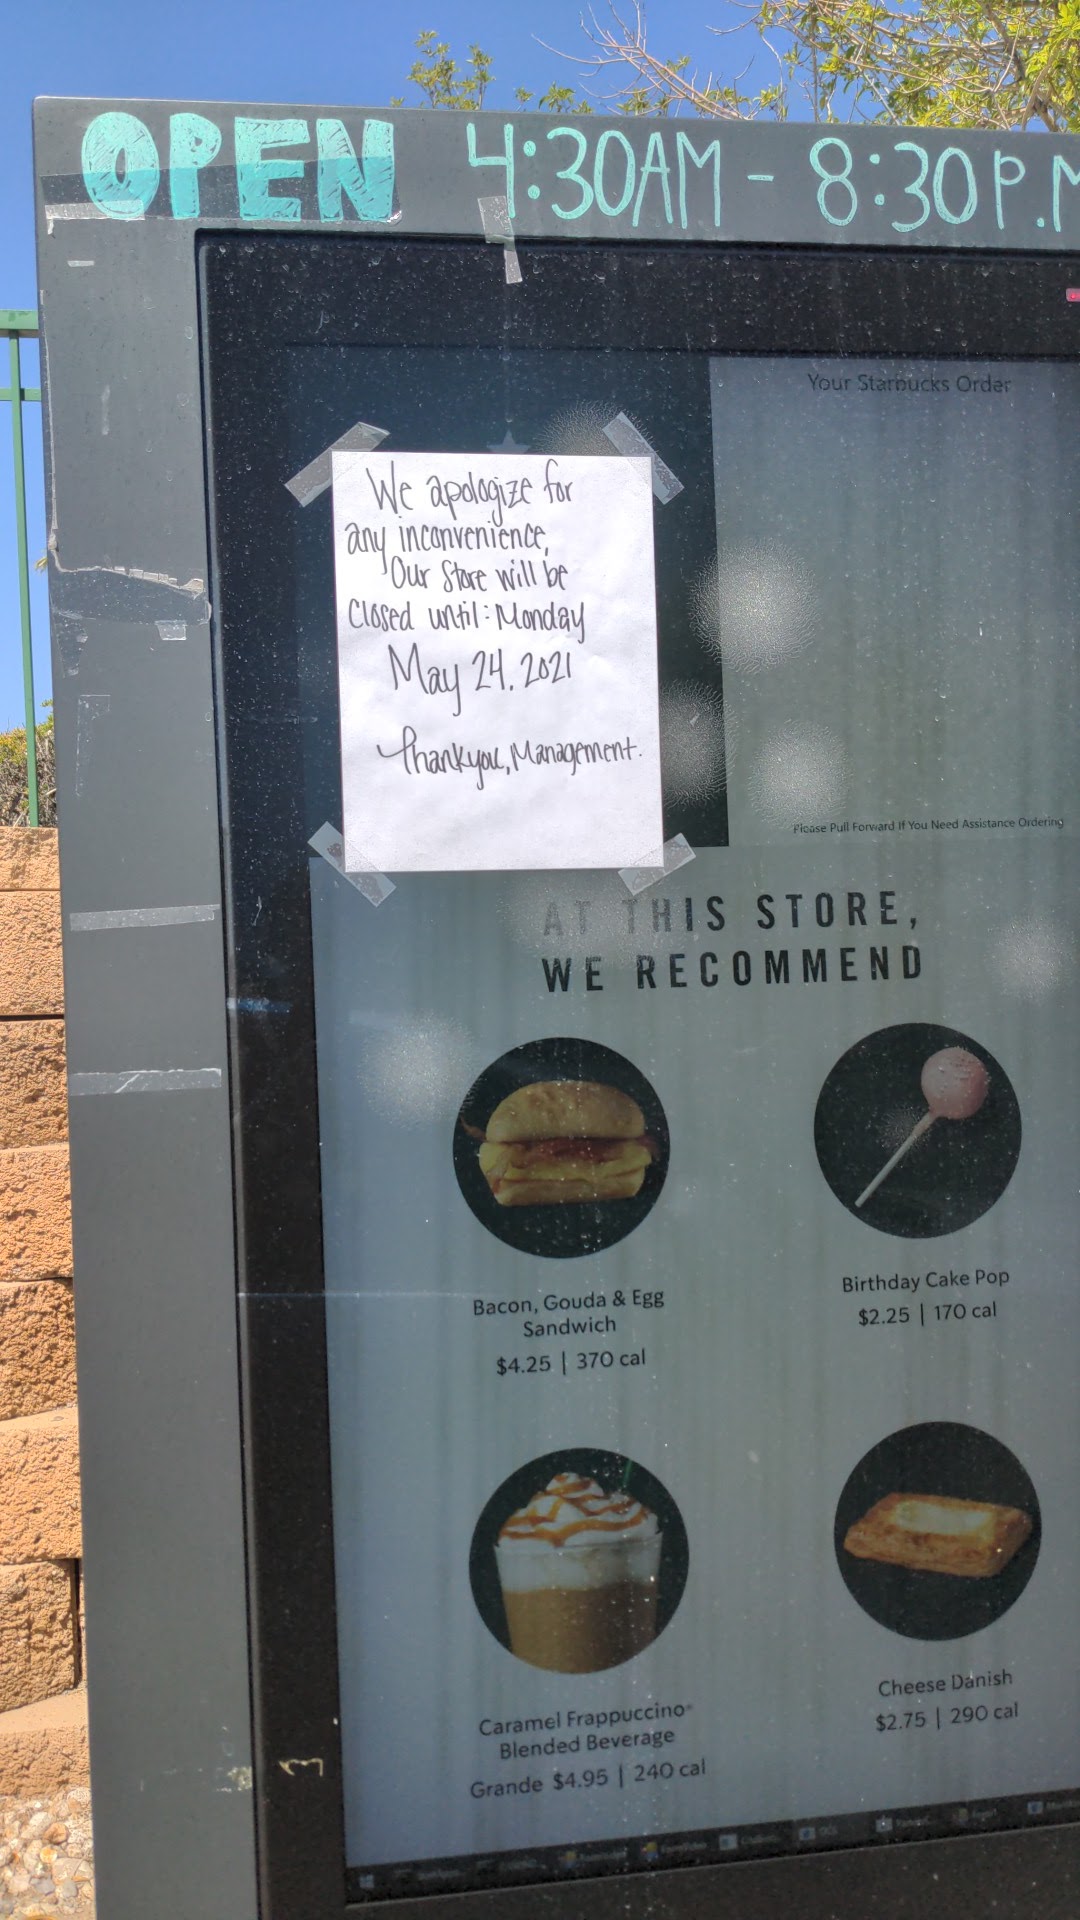 OPEN 4:30AM - 8:30P.M
Your Starbucks Order
We apologize for
any inconvenience,
Our Store will be
Closed until: Monday
May 24, 2021
Thankyou, Management.
Please Pull Forward If You Need Assistance Ordering
AT THIS STORE,
WE RECOMMEND
Bacon, Gouda & Egg
Sandwich
$4.25 | 370 cal
Birthday Cake Pop
$2.25 | 170 cal
Caramel Frappuccino®
Blended Beverage
Grande $4.95 | 240 cal
Cheese Danish
$2.75 | 290 cal